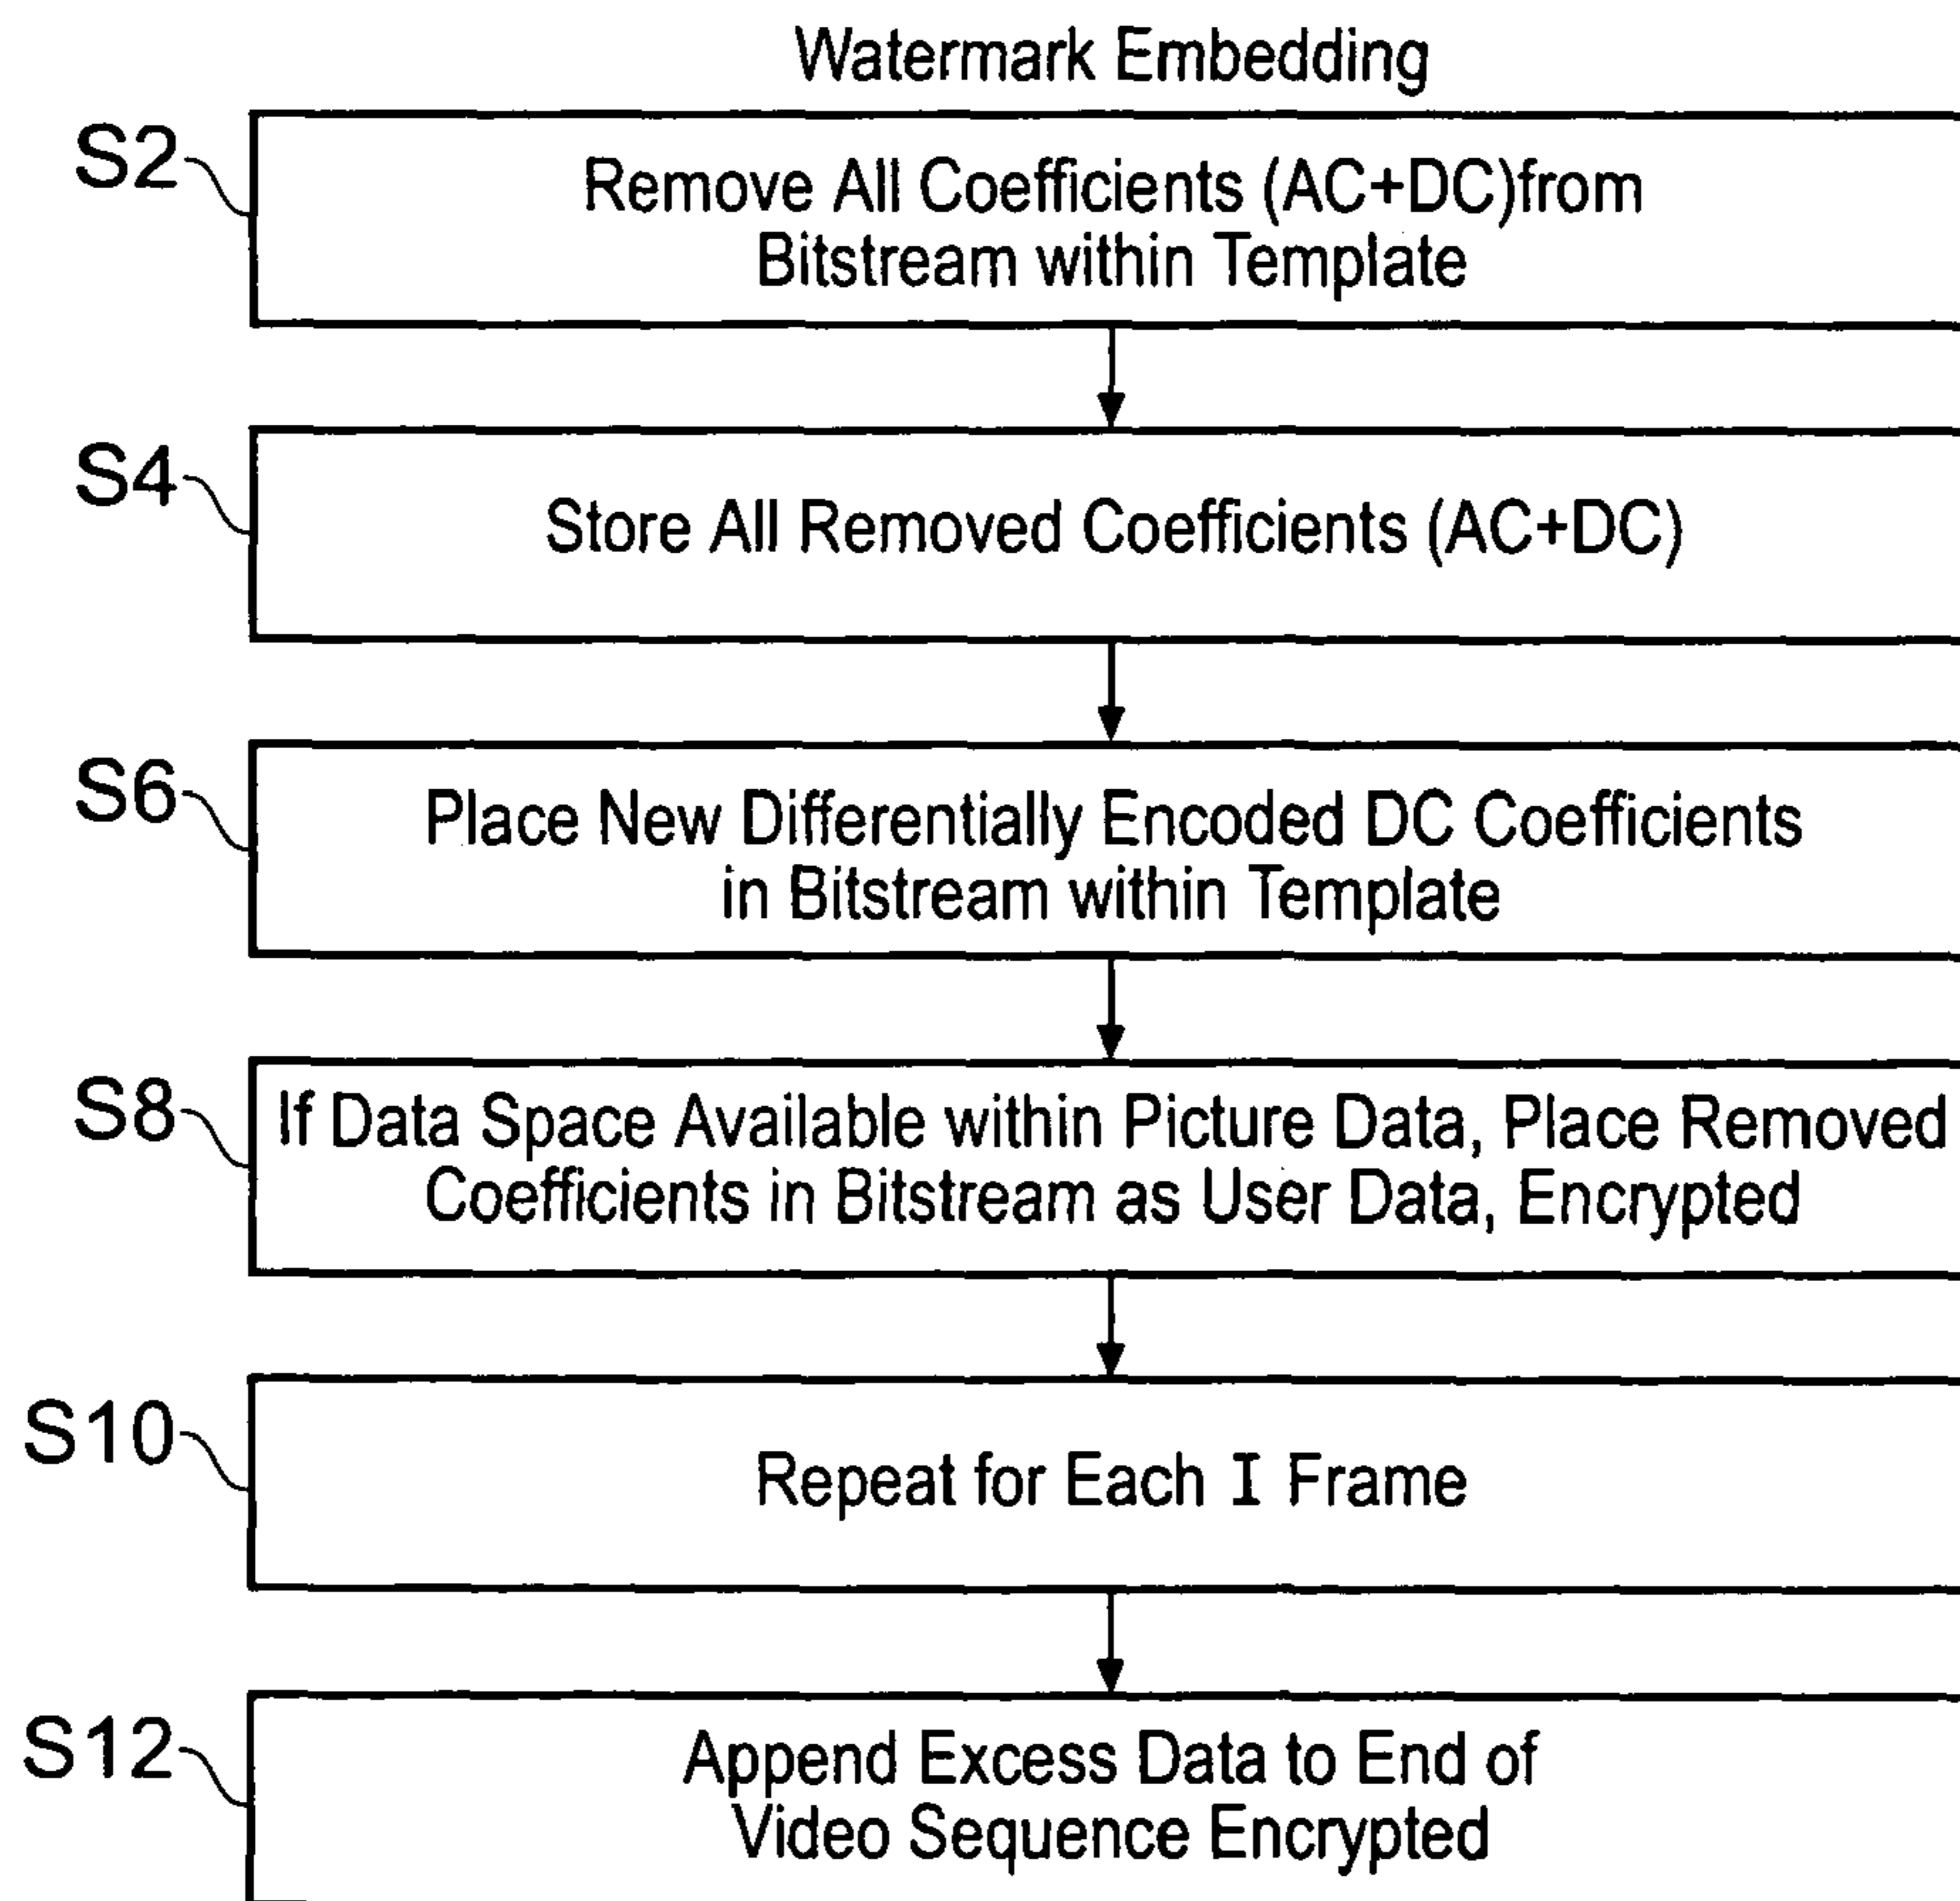 Watermark Embedding
S2
Remove All Coefficients (AC+DC)from
Bitstream within Template
S4
Store All Removed Coefficients (AC+DC)
S6
Place New Differentially Encoded DC Coefficients
in Bitstream within Template
S8
If Data Space Available within Picture Data, Place Removed
Coefficients in Bitstream as User Data, Encrypted
S10
Repeat for Each I Frame
S12
Append Excess Data to End of
Video Sequence Encrypted